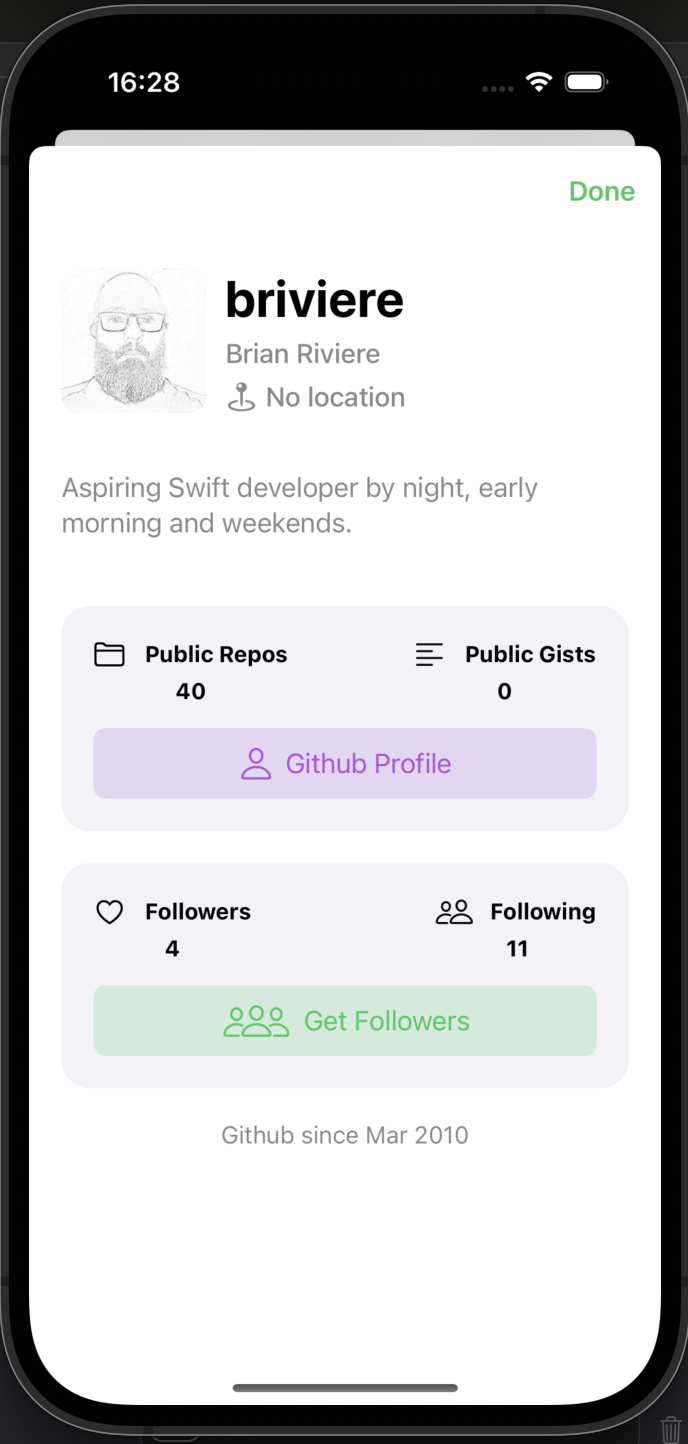 16:28
Done
briviere
Brian Riviere
No location
Aspiring Swift developer by night, early
morning and weekends.
Public Repos
40
Public Gists
0
Github Profile
Followers
4
Following
11
Get Followers
Github since Mar 2010